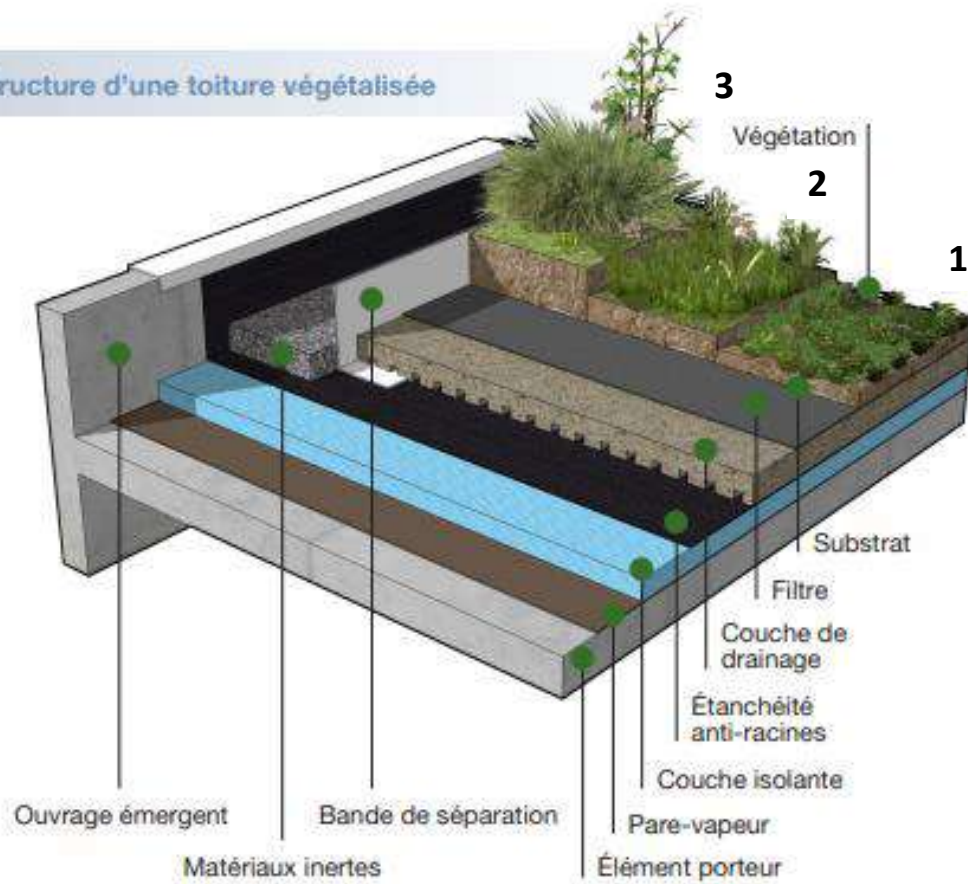 ructure d'une toiture végétalisée
3
Végétation
2
1
Substrat
Filtre
Couche de
drainage
Étanchéité
anti-racines
Couche isolante
Ouvrage émergent
Bande de séparation
Pare-vapeur
Matériaux inertes
Élément porteur